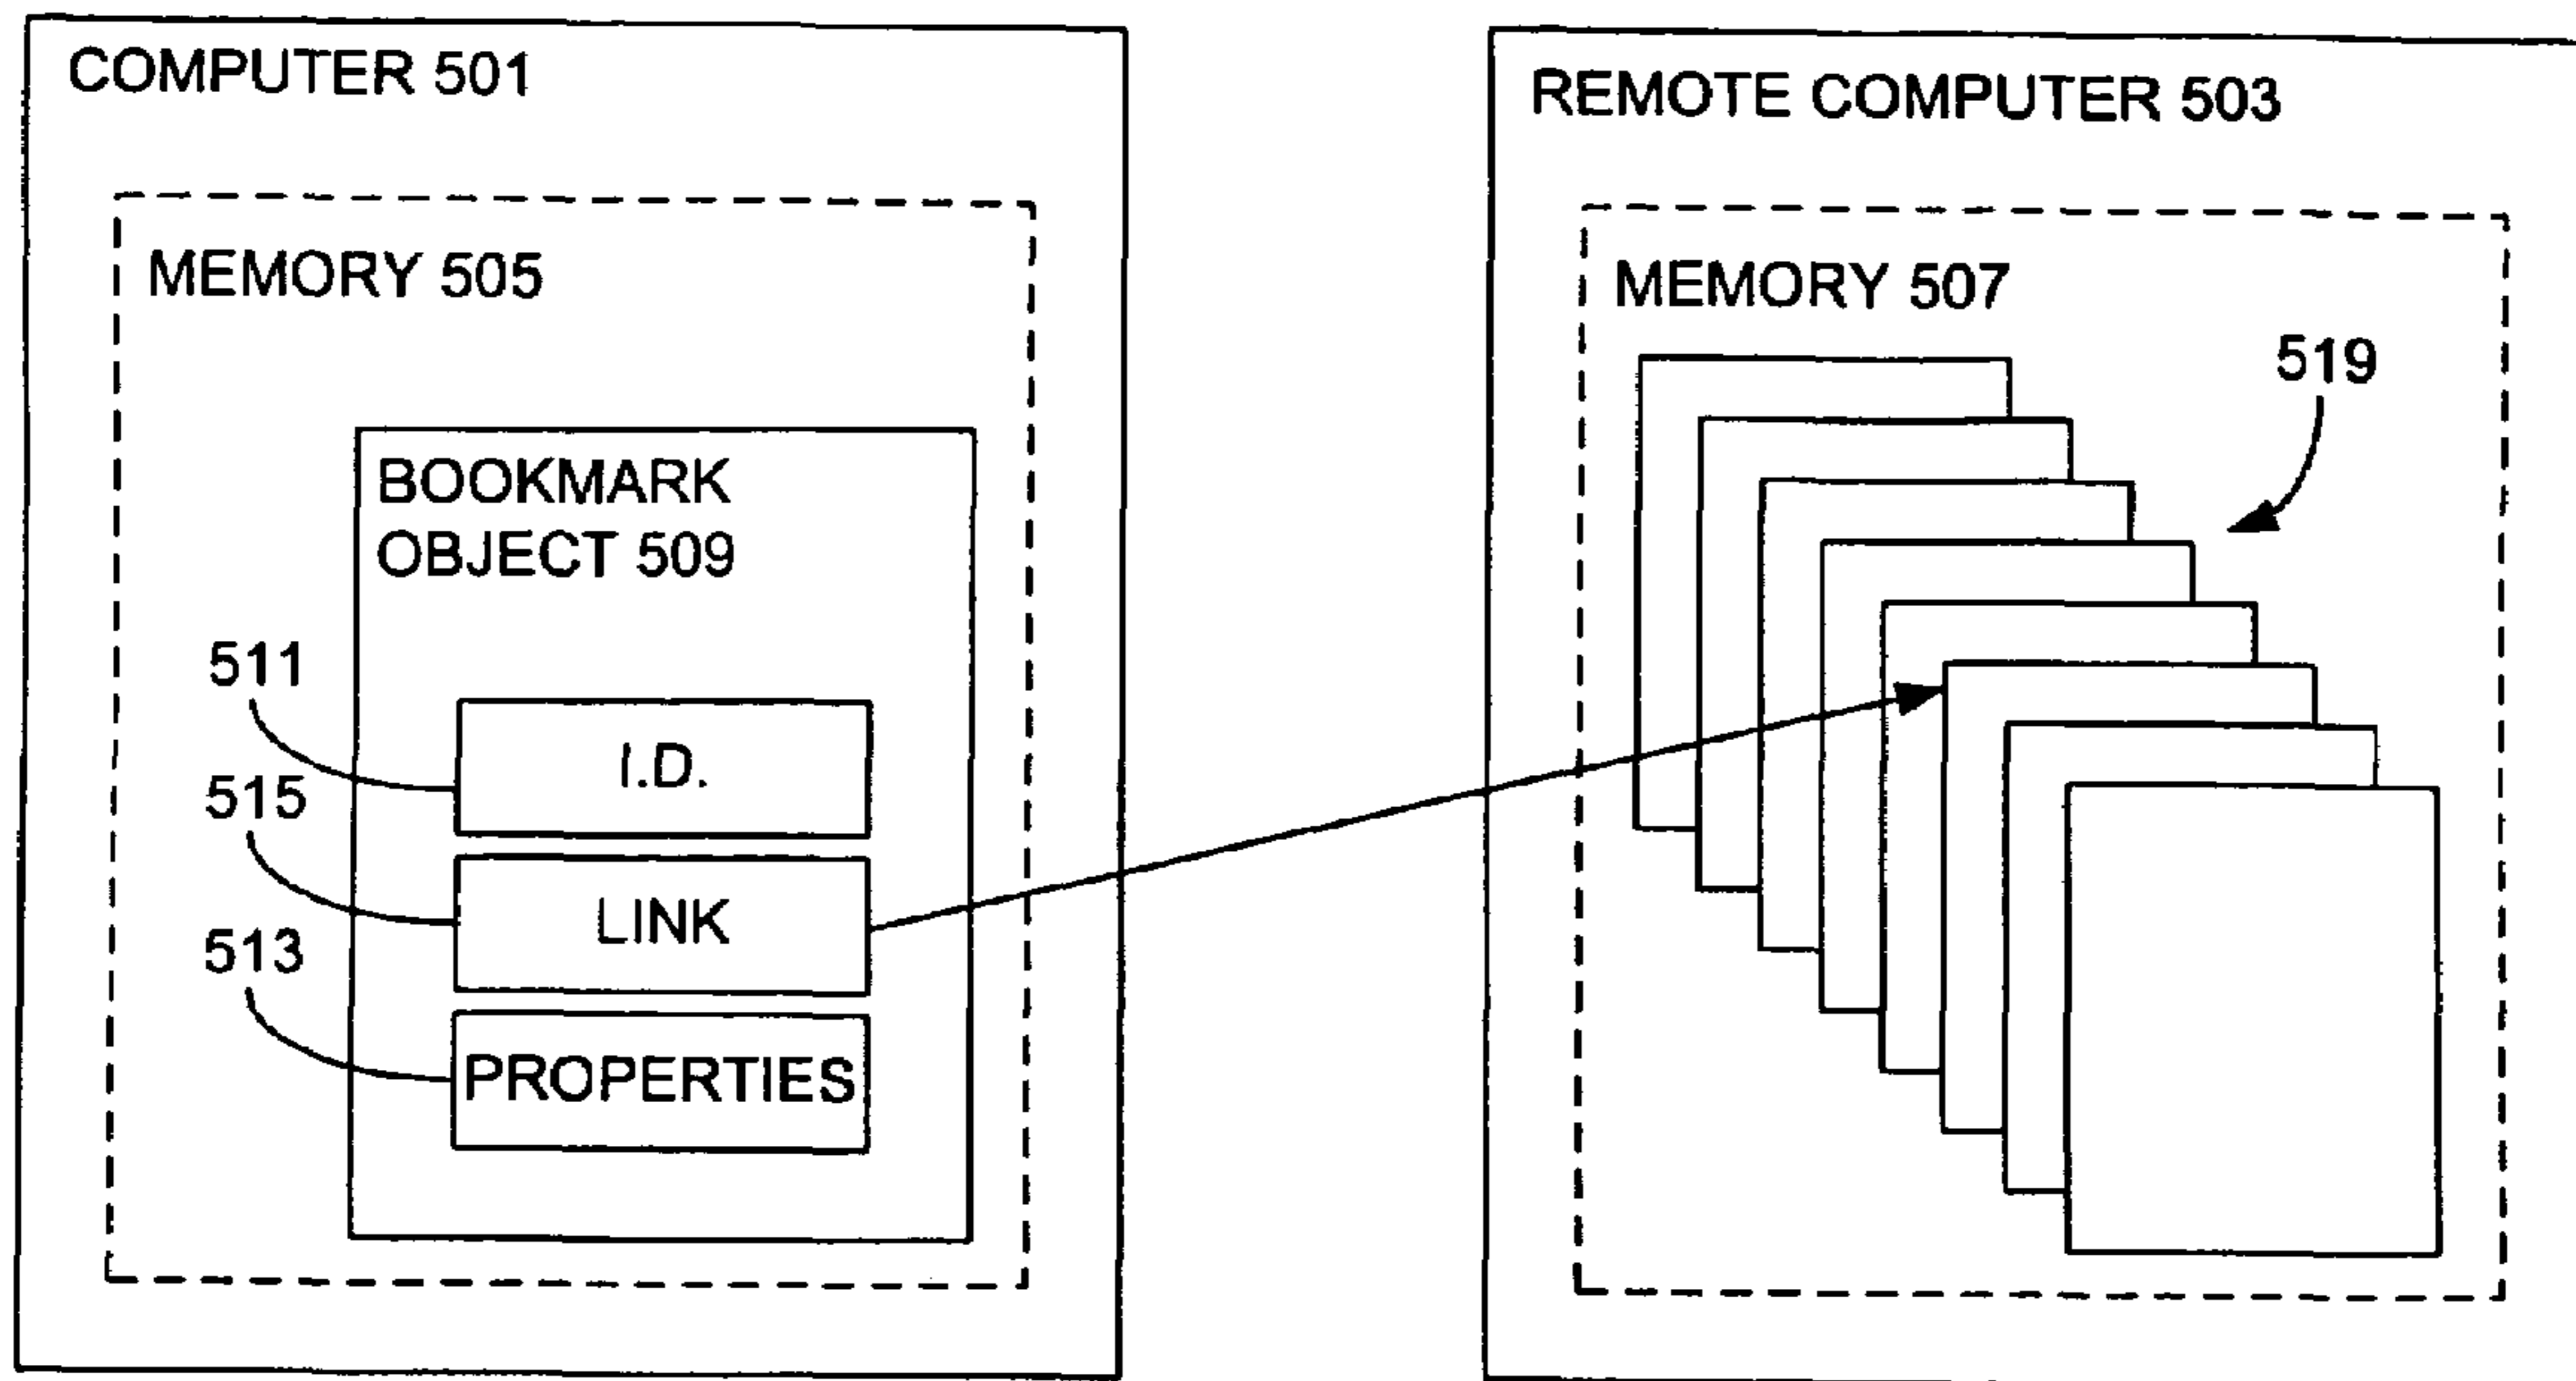 COMPUTER 501
MEMORY 505
BOOKMARK
OBJECT 509
511
I.D.
515
LINK
513
PROPERTIES
REMOTE COMPUTER 503
MEMORY 507
519